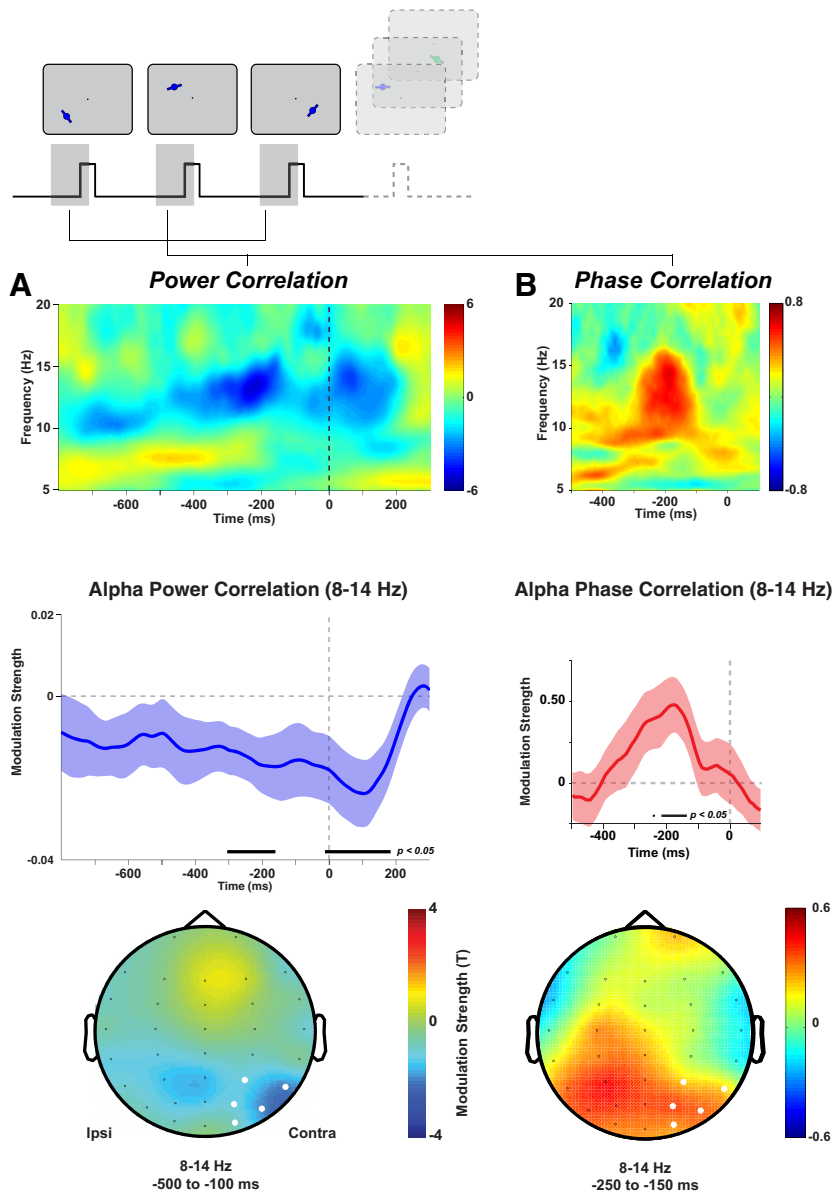 A
Power Correlation
B
Phase Correlation
20
15
10
5
Frequency (Hz)
-600
-400
-200
0
200
Time (ms)
6
0
-6
20
15
10
5
Frequency (Hz)
-400
-200
0
Time (ms)
0.8
0
-0.8
Alpha Power Correlation (8-14 Hz)
0.02
0
-0.04
Modulation Strength
p < 0.05
-600
-400
-200
0
200
Time (ms)
Alpha Phase Correlation (8-14 Hz)
0.50
0
Modulation Strength
p < 0.05
-400
-200
0
Time (ms)
4
0
-4
Modulation Strength (T)
Ipsi
Contra
8-14 Hz
-500 to -100 ms
0.6
0
-0.6
8-14 Hz
-250 to -150 ms